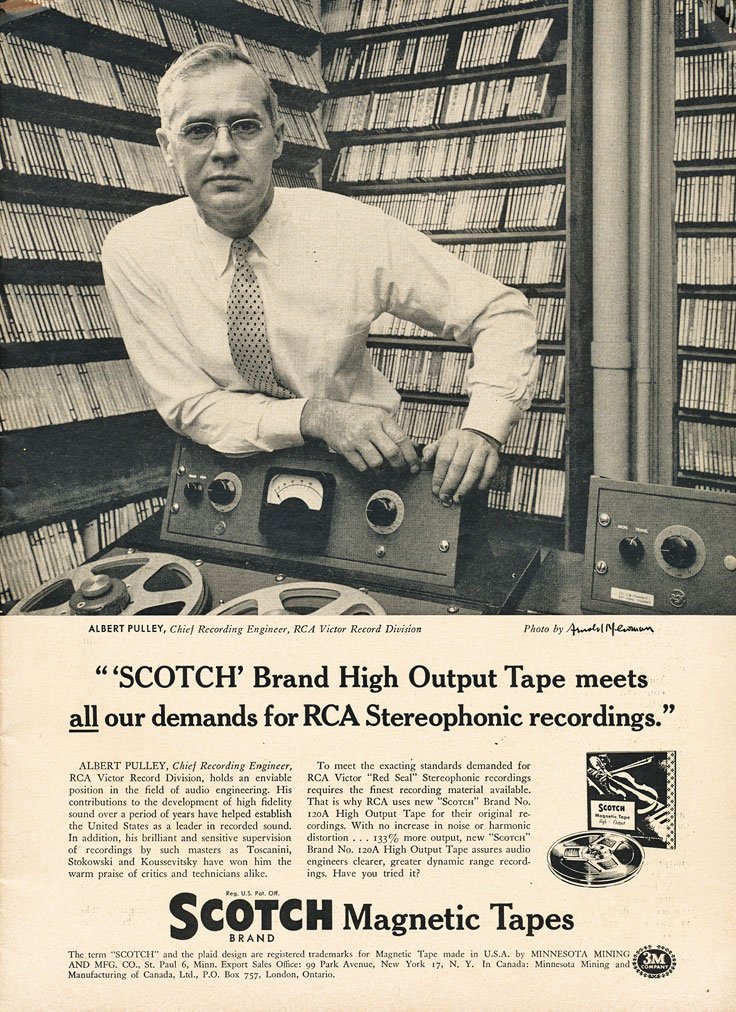 ALBERT PULLEY, Chief Recording Engineer, RCA Victor Record Division
Photo by Arnold Newman
“‘SCOTCH’ Brand High Output Tape meets
all our demands for RCA Stereophonic recordings.”
ALBERT PULLEY, Chief Recording Engineer,
RCA Victor Record Division, holds an enviable
position in the field of audio engineering. His
contributions to the development of high fidelity
sound over a period of years have helped establish
the United States as a leader in recorded sound.
In addition, his brilliant and sensitive supervision
of recordings by such masters as Toscanini,
Stokowski and Koussevitsky have won him the
warm praise of critics and technicians alike.
To meet the exacting standards demanded for
RCA Victor “Red Seal” Stereophonic recordings
requires the finest recording material available.
That is why RCA uses new “Scotch” Brand No.
120A High Output Tape for their original re-
cordings. With no increase in noise or harmonic
distortion . . . 133% more output, new “Scotch”
Brand No. 120A High Output Tape assures audio
engineers clearer, greater dynamic range record-
ings. Have you tried it?
SCOTCH
Magnetic Tape
High Output
Reg. U.S. Pat. Off.
SCOTCH Magnetic Tapes
BRAND
The term “SCOTCH” and the plaid design are registered trademarks for Magnetic Tape made in U.S.A. by MINNESOTA MINING
AND MFG. CO., St. Paul 6, Minn. Export Sales Office: 99 Park Avenue, New York 17, N. Y. In Canada: Minnesota Mining and
Manufacturing of Canada, Ltd., P.O. Box 757, London, Ontario.
3M
COMPANY